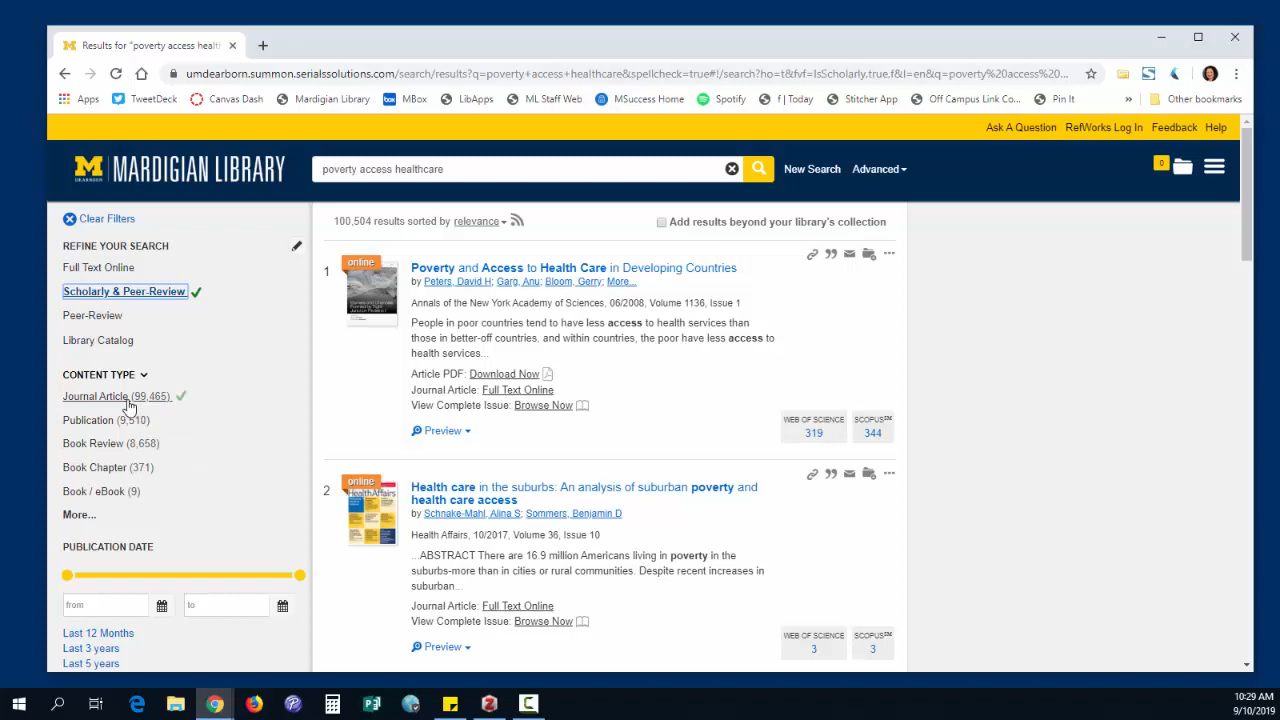 Results for "poverty access healt
umdearborn.summon.serialssolutions.com/search/results?q=poverty+access+healthcare&spellcheck=true#!/search?ho=t&fvf=IsScholarly,true,f&l=en&q=poverty%20access%20...
Apps TweetDeck Canvas Dash Mardigian Library MBox LibApps ML Staff Web MSuccess Home Spotify f | Today Stitcher App Off Campus Link Co... Pin It » Other bookmarks
Ask A Question RefWorks Log In Feedback Help
M DEARBORN MARDIGIAN LIBRARY
poverty access healthcare
New Search Advanced
0
Clear Filters
REFINE YOUR SEARCH
Full Text Online
Scholarly & Peer-Review
Peer-Review
Library Catalog
CONTENT TYPE
Journal Article (99,465)
Publication (9,510)
Book Review (8,658)
Book Chapter (371)
Book / eBook (9)
More...
PUBLICATION DATE
from to
Last 12 Months
Last 3 years
Last 5 years
100,504 results sorted by relevance
Add results beyond your library's collection
1
online
Poverty and Access to Health Care in Developing Countries
by Peters, David H; Garg, Anu; Bloom, Gerry; More...
Annals of the New York Academy of Sciences, 06/2008, Volume 1136, Issue 1
People in poor countries tend to have less access to health services than
those in better-off countries, and within countries, the poor have less access to
health services...
Article PDF: Download Now
Journal Article: Full Text Online
View Complete Issue: Browse Now
Preview
WEB OF SCIENCE 319
SCOPUS℠ 344
2
online
HealthAffairs
Health care in the suburbs: An analysis of suburban poverty and
health care access
by Schnake-Mahl, Alina S; Sommers, Benjamin D
Health Affairs, 10/2017, Volume 36, Issue 10
...ABSTRACT There are 16.9 million Americans living in poverty in the
suburbs-more than in cities or rural communities. Despite recent increases in
suburban...
Journal Article: Full Text Online
View Complete Issue: Browse Now
Preview
WEB OF SCIENCE 3
SCOPUS℠ 3
10:29 AM
9/10/2019